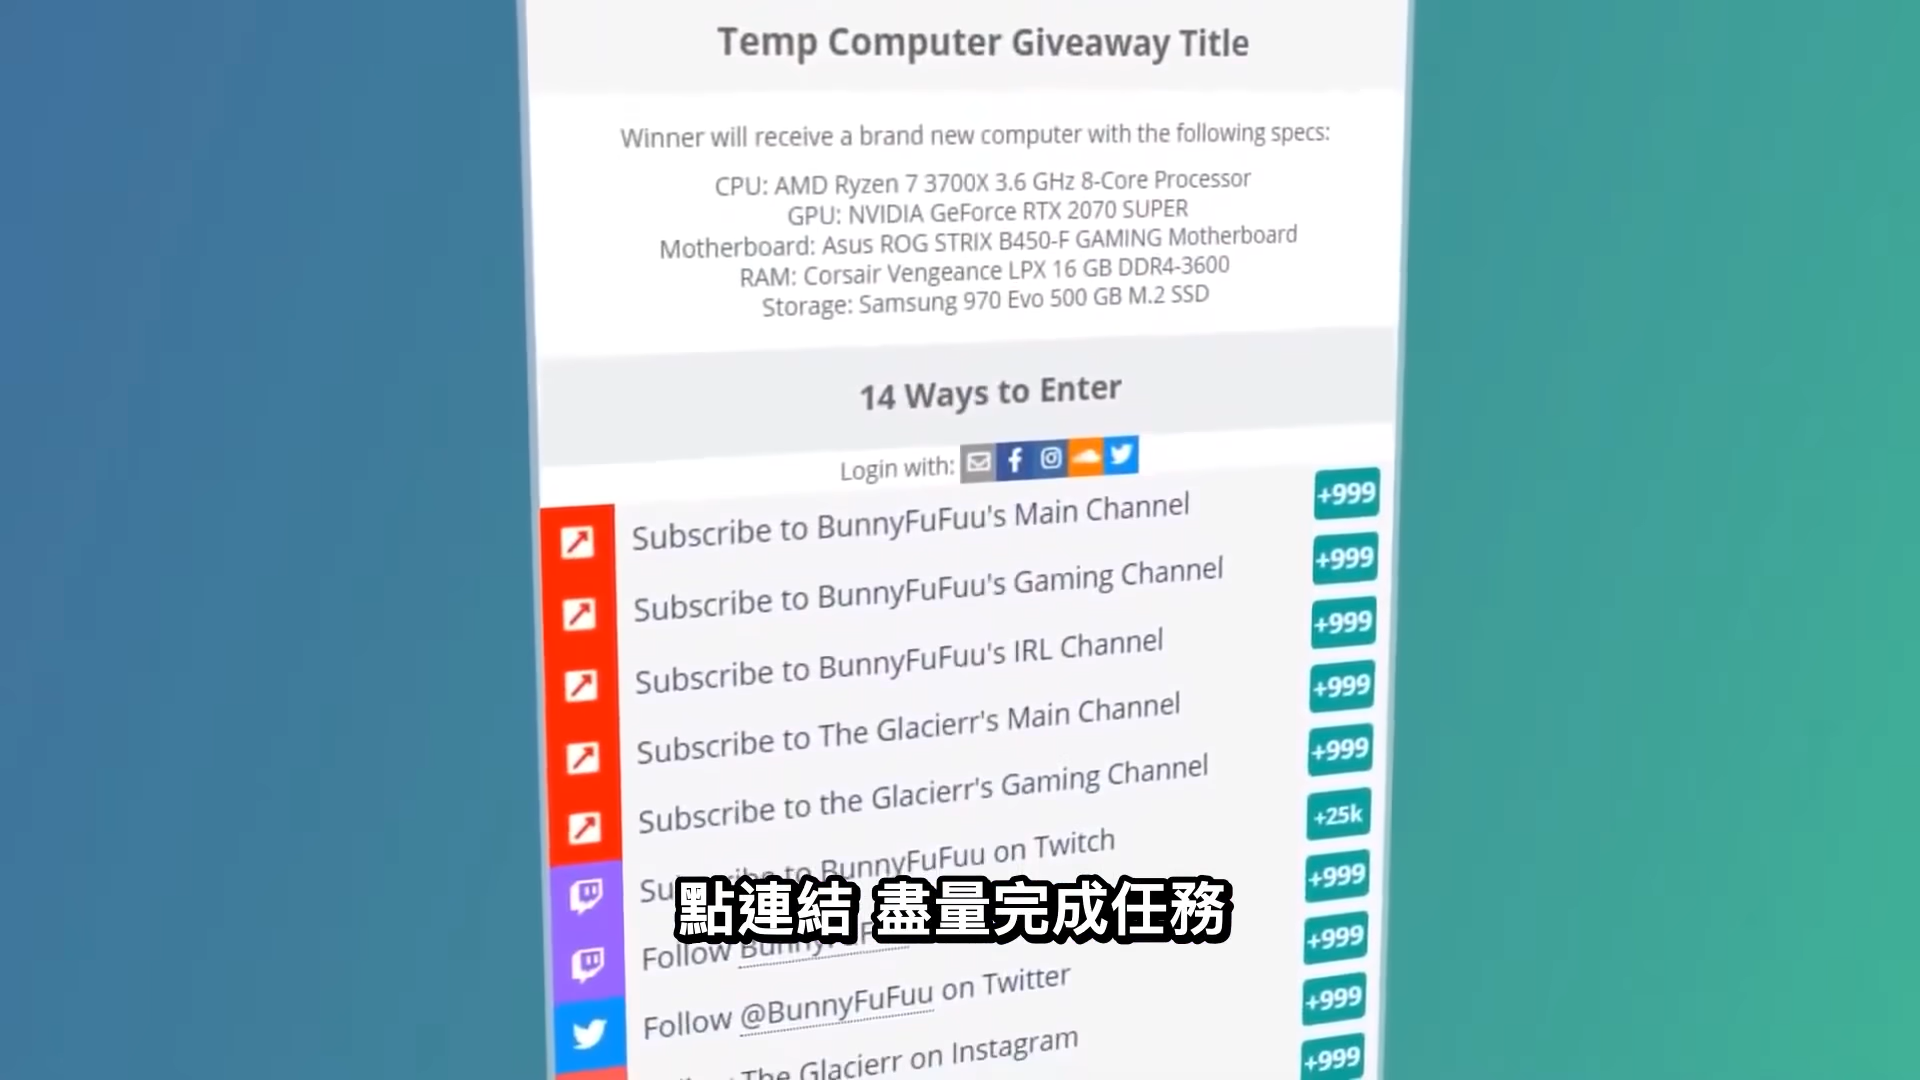 Temp Computer Giveaway Title
Winner will receive a brand new computer with the following specs:
CPU: AMD Ryzen 7 3700X 3.6 GHz 8-Core Processor
GPU: NVIDIA GeForce RTX 2070 SUPER
Motherboard: Asus ROG STRIX B450-F GAMING Motherboard
RAM: Corsair Vengeance LPX 16 GB DDR4-3600
Storage: Samsung 970 Evo 500 GB M.2 SSD
14 Ways to Enter
Login with:
Subscribe to BunnyFuFuu's Main Channel +999
Subscribe to BunnyFuFuu's Gaming Channel +999
Subscribe to BunnyFuFuu's IRL Channel +999
Subscribe to The Glacierr's Main Channel +999
Subscribe to the Glacierr's Gaming Channel +999
Subscribe to BunnyFuFuu on Twitch +25k
點連結 盡量完成任務
Follow +999
Follow @BunnyFuFuu on Twitter +999
The Glacierr on Instagram +999
+999